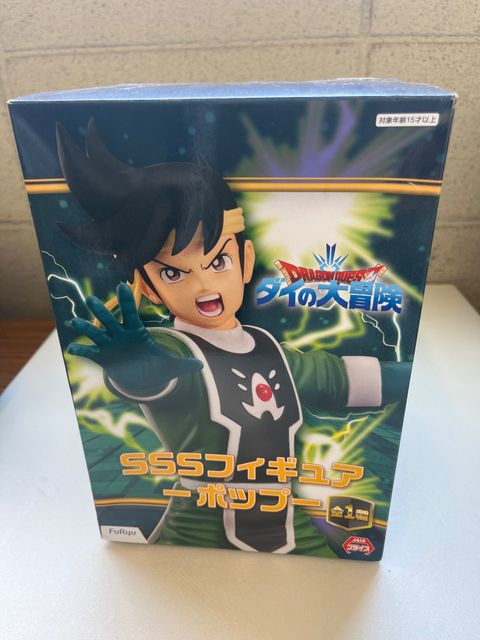 対象年齢15才以上
DRAGON QUEST
ダイの大冒険
SSSフィギュア
ーポップー
全1種
FuRyu
JAIA
プライズ